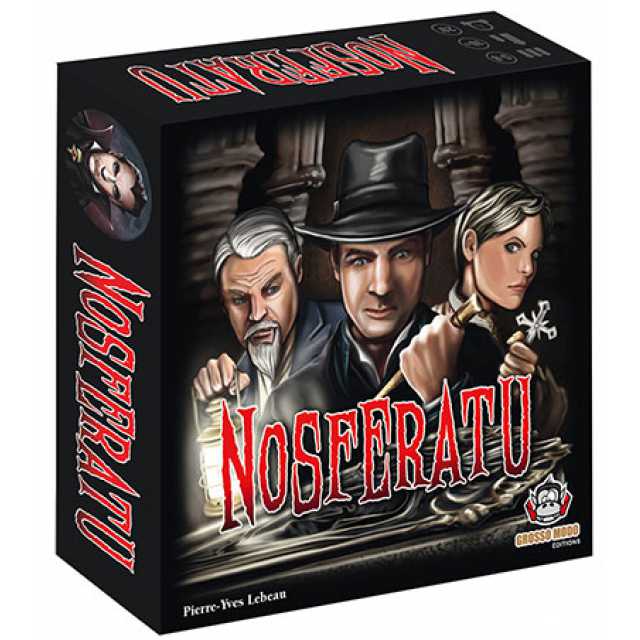 NOSFERATU
NOSFERATU
NOSFERATU
Pierre-Yves Lebeau
GROSSO MODO
EDITIONS